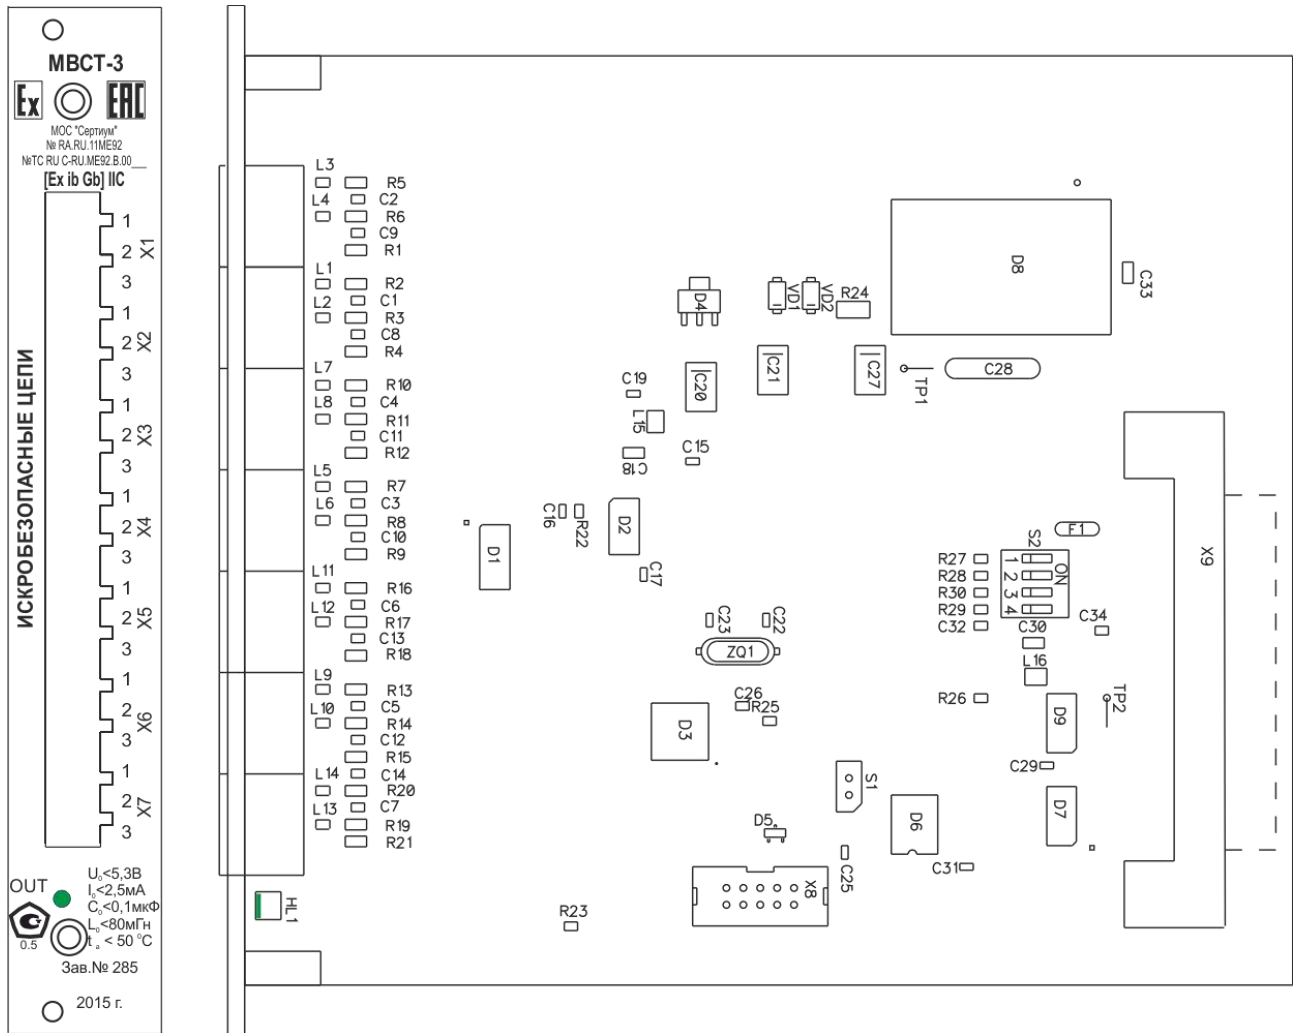 МВСТ-3
Ex
EAC
МОС "Сертиум"
№ RA.RU.11МЕ92
№ТС RU С-RU.МЕ92.В.00___
[Ex ib Gb] IIC
ИСКРОБЕЗОПАСНЫЕ ЦЕПИ
1
2 X1
3
1
2 X2
3
1
2 X3
3
1
2 X4
3
1
2 X5
3
1
2 X6
3
1
2 X7
3
OUT
U₀<5,3В
I₀<2,5мА
C₀<0,1мкФ
L₀<80мГн
tₐ < 50 °C
0.5
Зав.№ 285
2015 г.
L3
R5
L4
C2
R6
C9
R1
L1
R2
L2
C1
R3
C8
R4
L7
R10
L8
C4
R11
C11
R12
L5
R7
L6
C3
R8
C10
R9
L11
R16
L12
C6
R17
C13
R18
L9
R13
L10
C5
R14
C12
R15
L14
C14
R20
L13
C7
R19
R21
HL1
D4
VD1
VD2
R24
D8
C33
C19
C20
C21
C27
TP1
C28
L15
C18
C15
C16
R22
D2
D1
C17
C23
C22
ZQ1
C26
R25
D3
S1
D5
D6
C25
C31
X8
R23
F1
S2
R27
R28
R30
R29
C32
1
2
3
4
ON
C30
C34
L16
R26
TP2
D9
C29
D7
X9